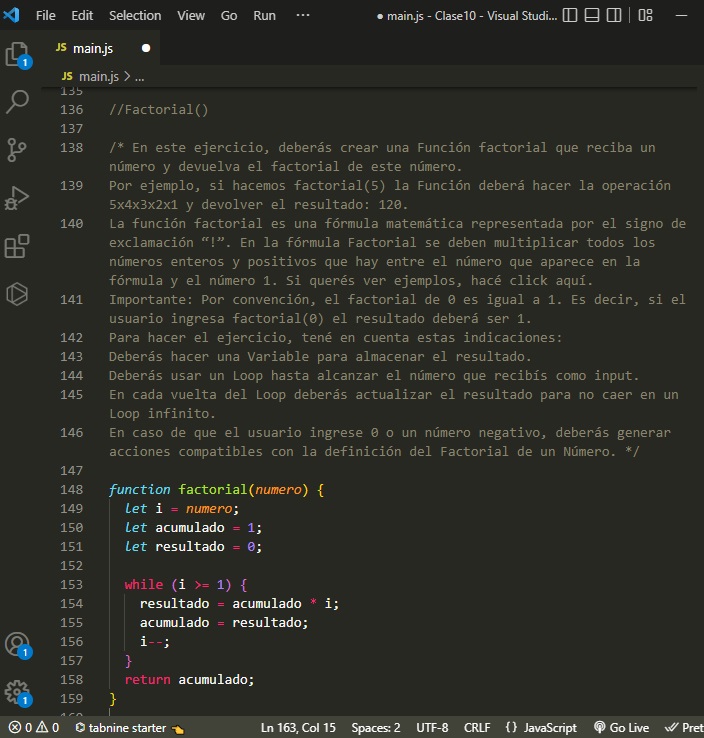 File Edit Selection View Go Run ··· ● main.js - Clase10 - Visual Studi...
JS main.js ●
JS main.js > ...
135
136 //Factorial()
137
138 /* En este ejercicio, deberás crear una Función factorial que reciba un
número y devuelva el factorial de este número.
139 Por ejemplo, si hacemos factorial(5) la Función deberá hacer la operación
5x4x3x2x1 y devolver el resultado: 120.
140 La función factorial es una fórmula matemática representada por el signo de
exclamación “!”. En la fórmula Factorial se deben multiplicar todos los
números enteros y positivos que hay entre el número que aparece en la
fórmula y el número 1. Si querés ver ejemplos, hacé click aquí.
141 Importante: Por convención, el factorial de 0 es igual a 1. Es decir, si el
usuario ingresa factorial(0) el resultado deberá ser 1.
142 Para hacer el ejercicio, tené en cuenta estas indicaciones:
143 Deberás hacer una Variable para almacenar el resultado.
144 Deberás usar un Loop hasta alcanzar el número que recibís como input.
145 En cada vuelta del Loop deberás actualizar el resultado para no caer en un
Loop infinito.
146 En caso de que el usuario ingrese 0 o un número negativo, deberás generar
acciones compatibles con la definición del Factorial de un Número. */
147
148 function factorial(numero) {
149 let i = numero;
150 let acumulado = 1;
151 let resultado = 0;
152
153 while (i >= 1) {
154 resultado = acumulado * i;
155 acumulado = resultado;
156 i--;
157 }
158 return acumulado;
159 }
160
1
1
1
0 0 tabnine starter Ln 163, Col 15 Spaces: 2 UTF-8 CRLF {} JavaScript Go Live Pret